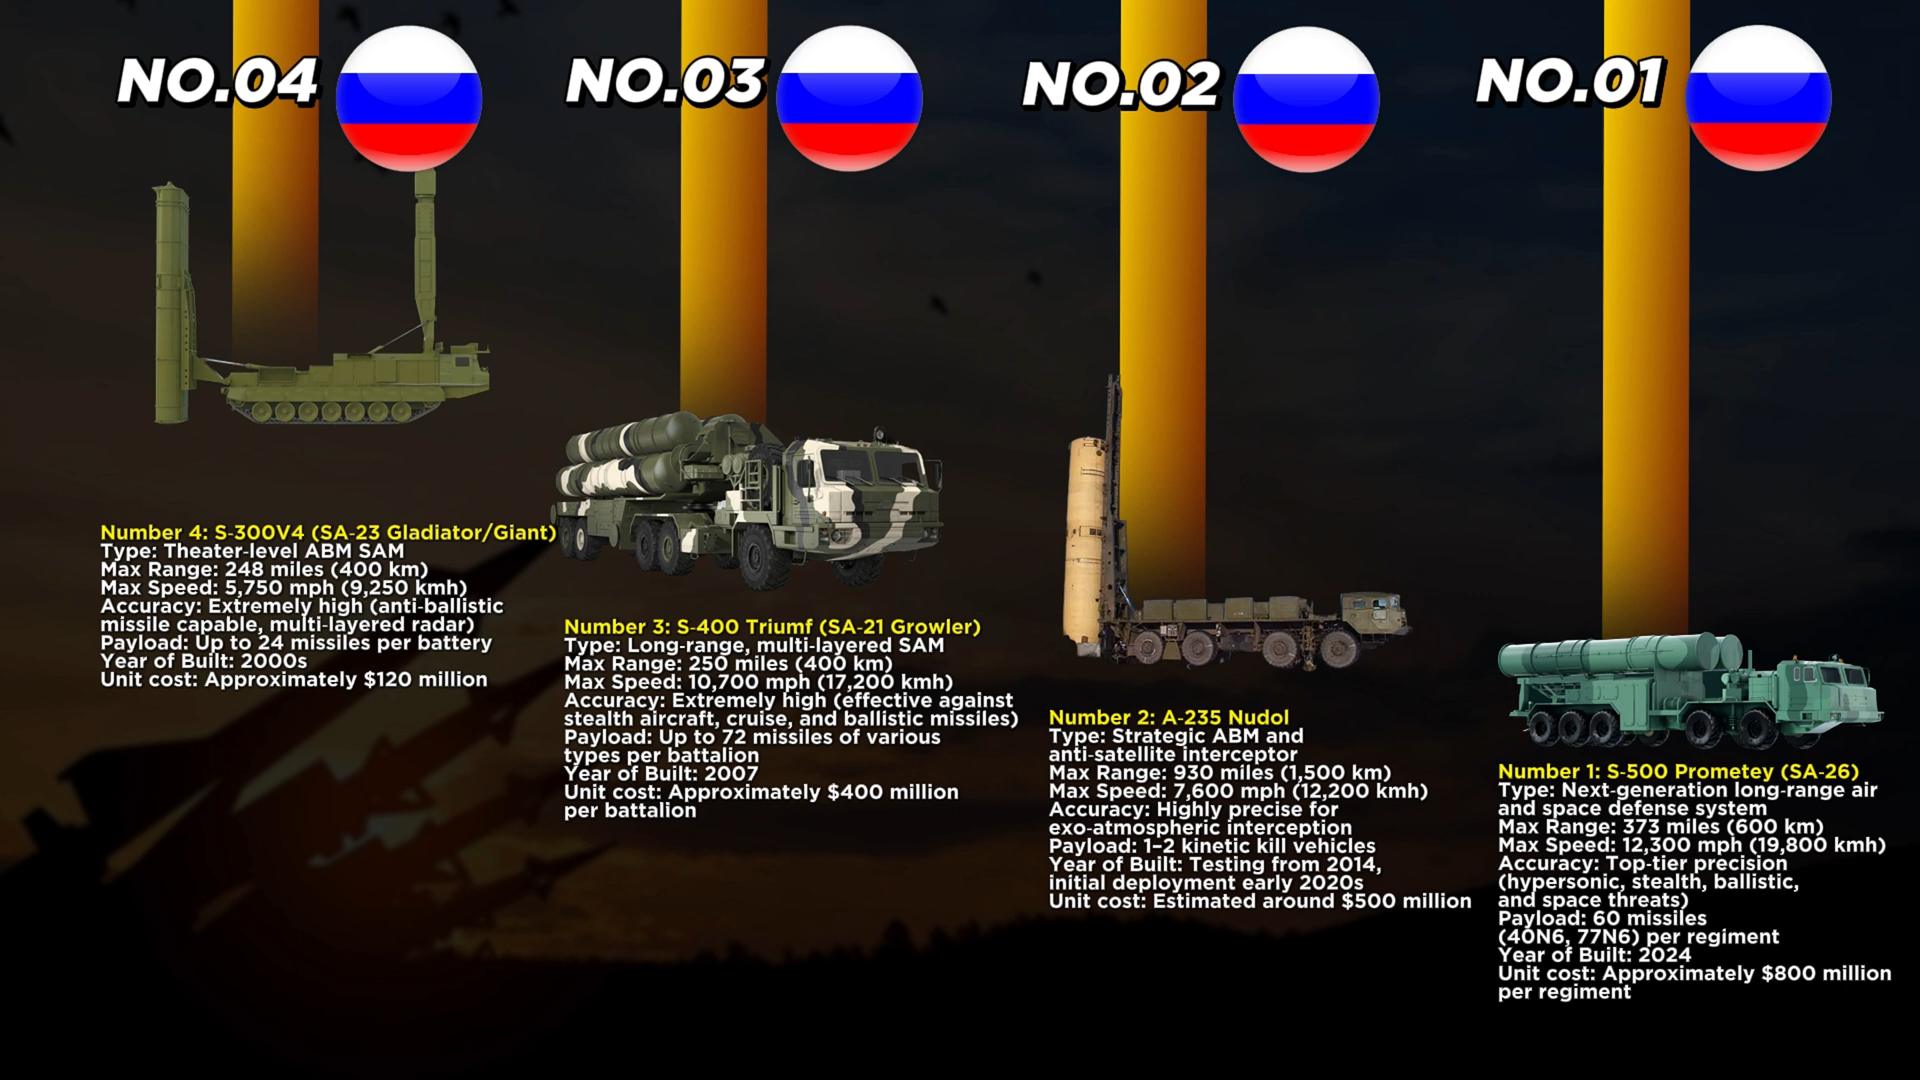 NO.04
NO.03
NO.02
NO.01
Number 4: S-300V4 (SA-23 Gladiator/Giant)
Type: Theater-level ABM SAM
Max Range: 248 miles (400 km)
Max Speed: 5,750 mph (9,250 kmh)
Accuracy: Extremely high (anti-ballistic
missile capable, multi-layered radar)
Payload: Up to 24 missiles per battery
Year of Built: 2000s
Unit cost: Approximately $120 million
Number 3: S-400 Triumf (SA-21 Growler)
Type: Long-range, multi-layered SAM
Max Range: 250 miles (400 km)
Max Speed: 10,700 mph (17,200 kmh)
Accuracy: Extremely high (effective against
stealth aircraft, cruise, and ballistic missiles)
Payload: Up to 72 missiles of various
types per battalion
Year of Built: 2007
Unit cost: Approximately $400 million
per battalion
Number 2: A-235 Nudol
Type: Strategic ABM and
anti-satellite interceptor
Max Range: 930 miles (1,500 km)
Max Speed: 7,600 mph (12,200 kmh)
Accuracy: Highly precise for
exo-atmospheric interception
Payload: 1–2 kinetic kill vehicles
Year of Built: Testing from 2014,
initial deployment early 2020s
Unit cost: Estimated around $500 million
Number 1: S-500 Prometey (SA-26)
Type: Next-generation long-range air
and space defense system
Max Range: 373 miles (600 km)
Max Speed: 12,300 mph (19,800 kmh)
Accuracy: Top-tier precision
(hypersonic, stealth, ballistic,
and space threats)
Payload: 60 missiles
(40N6, 77N6) per regiment
Year of Built: 2024
Unit cost: Approximately $800 million
per regiment